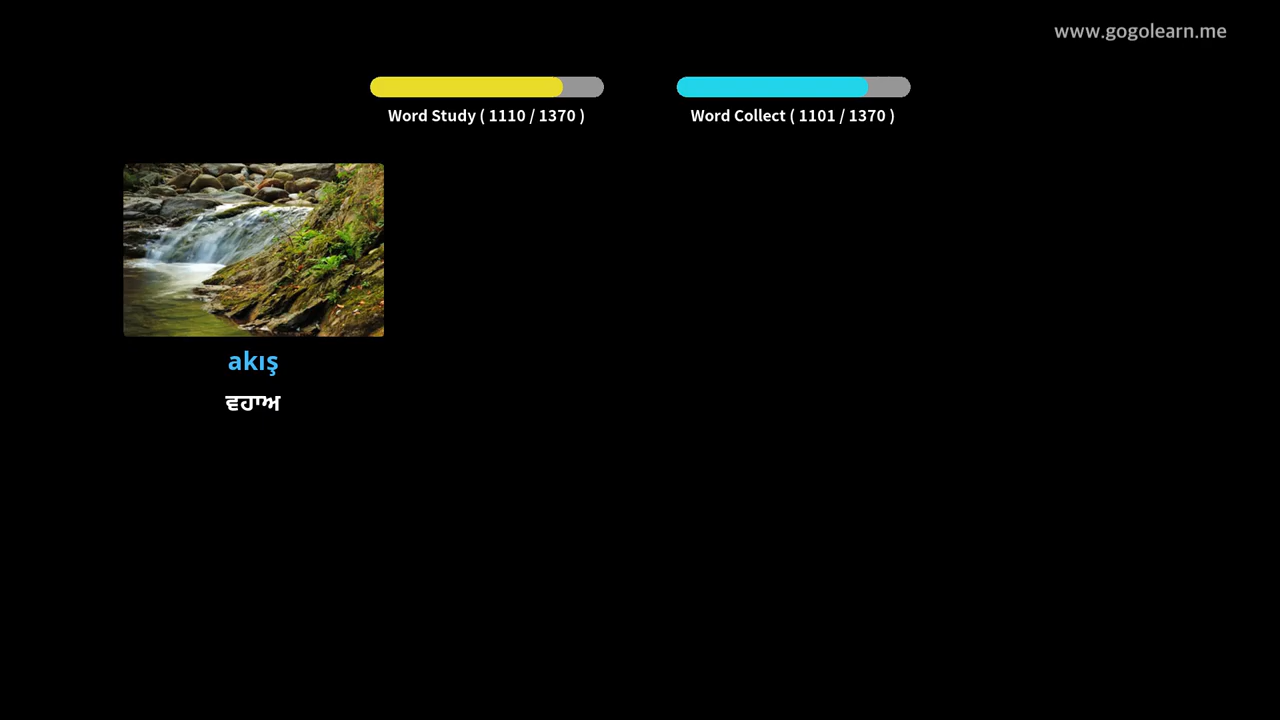 www.gogolearn.me
Word Study ( 1110 / 1370 )
Word Collect ( 1101 / 1370 )
akış
ਵਹਾਅ